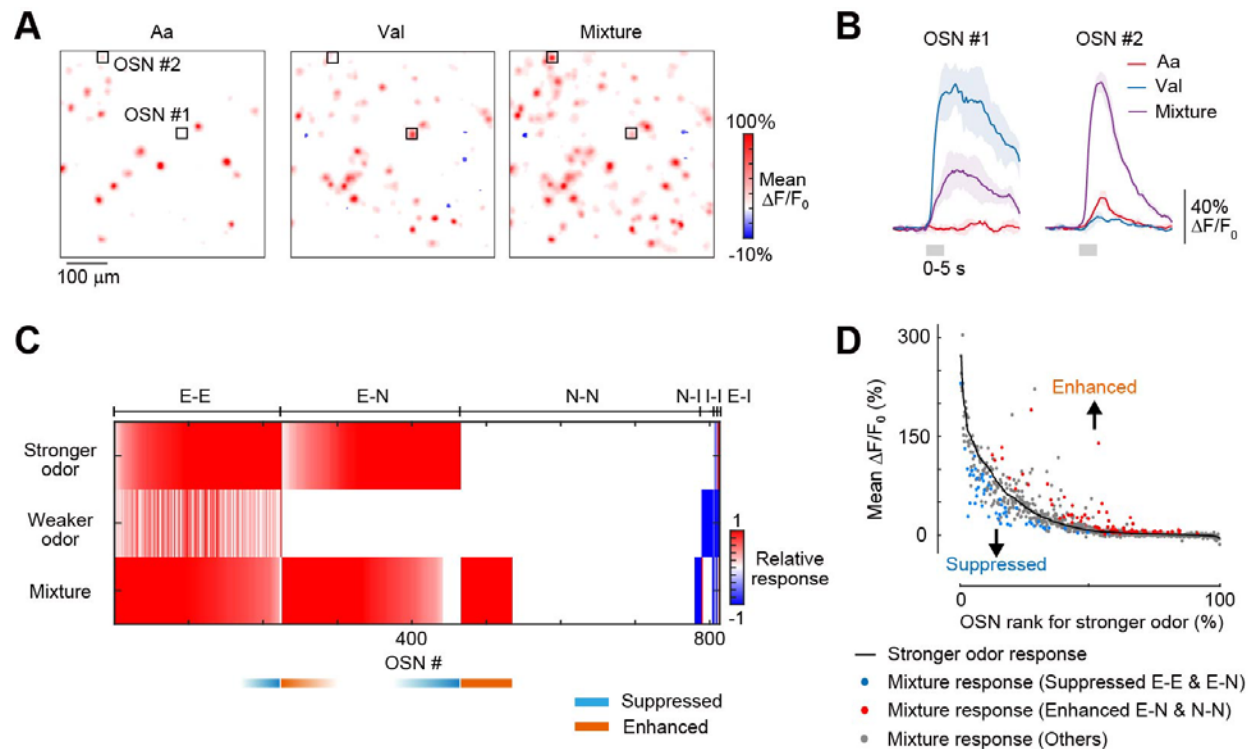 A
Aa
Val
Mixture
OSN #2
OSN #1
100 µm
100%
Mean
ΔF/F0
-10%
B
OSN #1
OSN #2
Aa
Val
Mixture
40%
ΔF/F0
0-5 s
C
E-E
E-N
N-N
N-I
I-I
E-I
Stronger
odor
Weaker
odor
Mixture
1
Relative
response
-1
400
800
OSN #
Suppressed
Enhanced
D
300
150
0
Mean ΔF/F0 (%)
Enhanced
Suppressed
0
100
OSN rank for stronger odor (%)
Stronger odor response
Mixture response (Suppressed E-E & E-N)
Mixture response (Enhanced E-N & N-N)
Mixture response (Others)